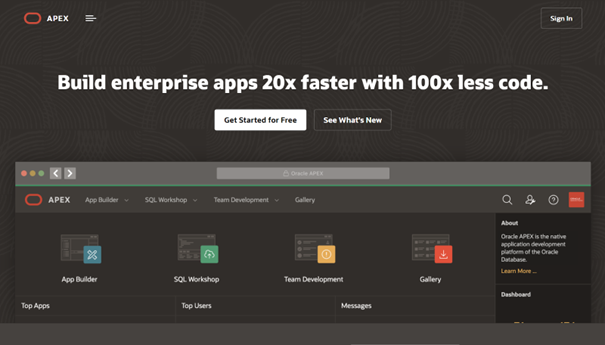 APEX
Sign In
Build enterprise apps 20x faster with 100x less code.
Get Started for Free
See What's New
Oracle APEX
APEX
App Builder
SQL Workshop
Team Development
Gallery
App Builder
SQL Workshop
Team Development
Gallery
About
Oracle APEX is the native
application development
platform of the Oracle
Database.
Learn More ...
Dashboard
Top Apps
Top Users
Messages